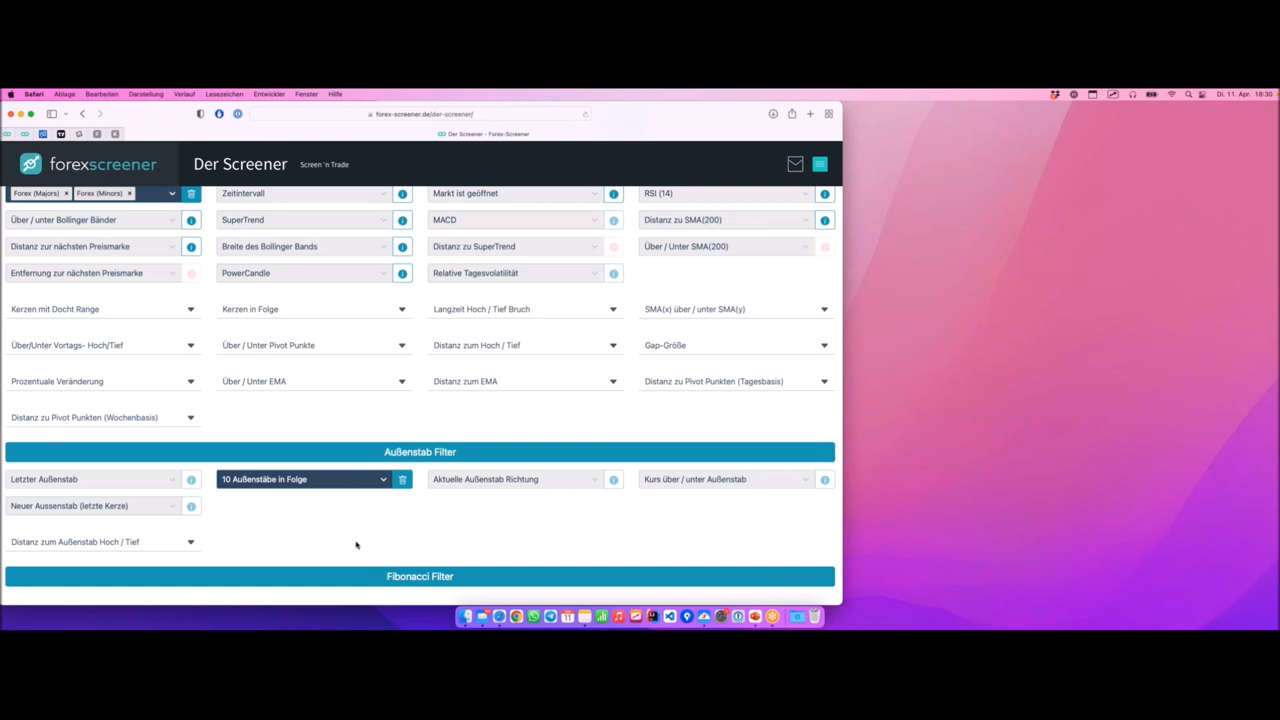 Safari Ablage Bearbeiten Darstellung Verlauf Lesezeichen Entwickler Fenster Hilfe Di. 11. Apr. 18:30
forex-screener.de/der-screener/
Der Screener - Forex-Screener
forexscreener Der Screener Screen 'n Trade
Forex (Majors) × Forex (Minors) × Zeitintervall Markt ist geöffnet RSI (14)
Über / unter Bollinger Bänder SuperTrend MACD Distanz zu SMA(200)
Distanz zur nächsten Preismarke Breite des Bollinger Bands Distanz zu SuperTrend Über / Unter SMA(200)
Entfernung zur nächsten Preismarke PowerCandle Relative Tagesvolatilität
Kerzen mit Docht Range Kerzen in Folge Langzeit Hoch / Tief Bruch SMA(x) über / unter SMA(y)
Über/Unter Vortags- Hoch/Tief Über / Unter Pivot Punkte Distanz zum Hoch / Tief Gap-Größe
Prozentuale Veränderung Über / Unter EMA Distanz zum EMA Distanz zu Pivot Punkten (Tagesbasis)
Distanz zu Pivot Punkten (Wochenbasis)
Außenstab Filter
Letzter Außenstab 10 Außenstäbe in Folge Aktuelle Außenstab Richtung Kurs über / unter Außenstab
Neuer Aussenstab (letzte Kerze)
Distanz zum Außenstab Hoch / Tief
Fibonacci Filter